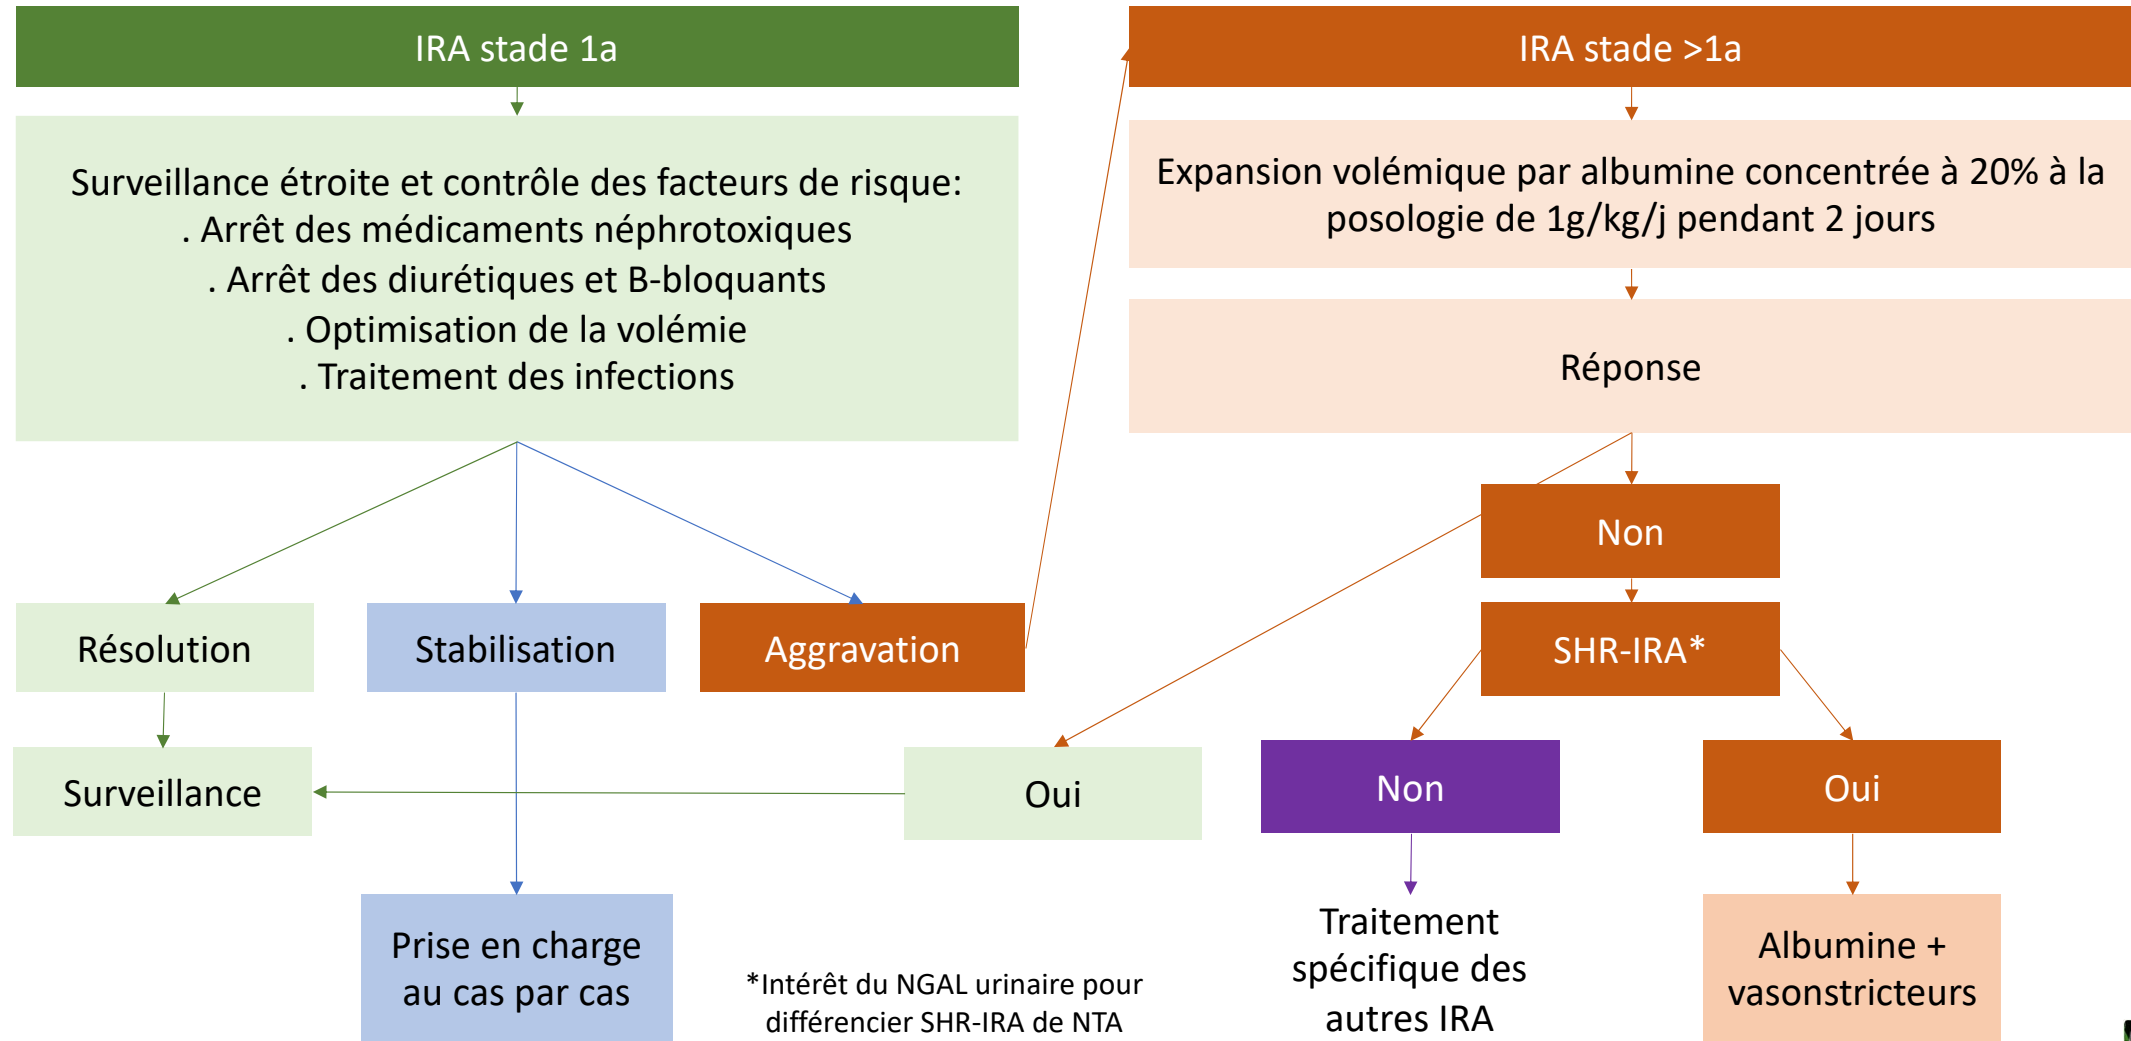 IRA stade 1a
Surveillance étroite et contrôle des facteurs de risque:
. Arrêt des médicaments néphrotoxiques
. Arrêt des diurétiques et B-bloquants
. Optimisation de la volémie
. Traitement des infections
Résolution
Stabilisation
Aggravation
Surveillance
Prise en charge
au cas par cas
IRA stade >1a
Expansion volémique par albumine concentrée à 20% à la
posologie de 1g/kg/j pendant 2 jours
Réponse
Non
SHR-IRA*
Oui
Non
Oui
Traitement
spécifique des
autres IRA
Albumine +
vasonstricteurs
*Intérêt du NGAL urinaire pour
différencier SHR-IRA de NTA